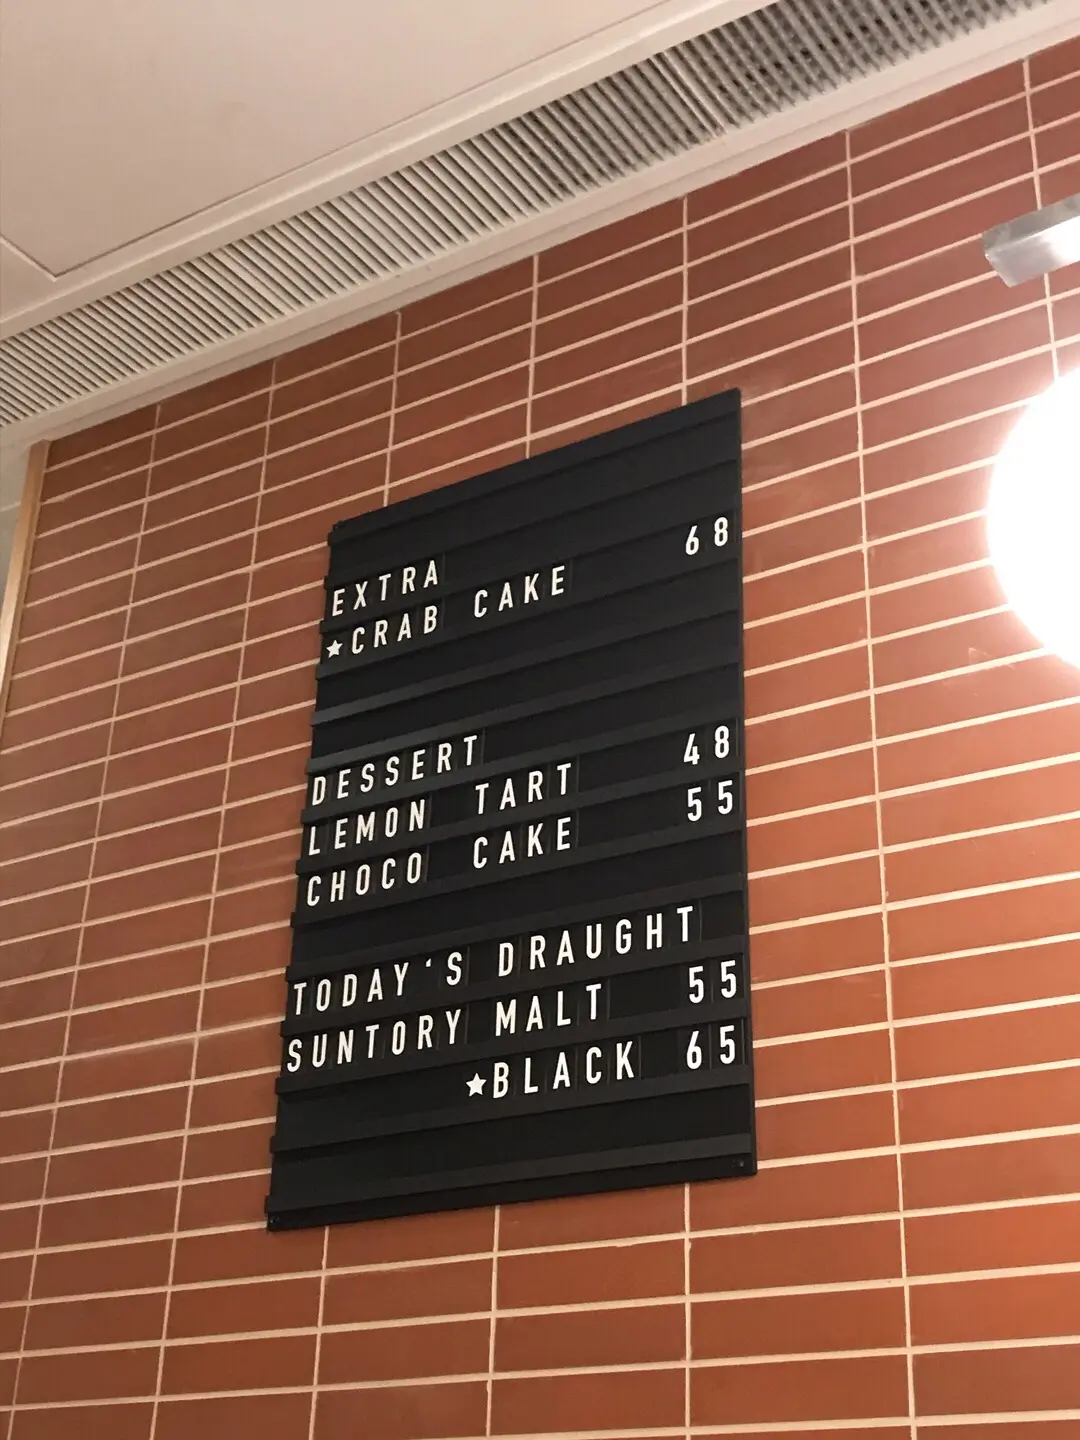 EXTRA
★CRAB CAKE 68
DESSERT
LEMON TART 48
CHOCO CAKE 55
TODAY'S DRAUGHT
SUNTORY MALT 55
★BLACK 65